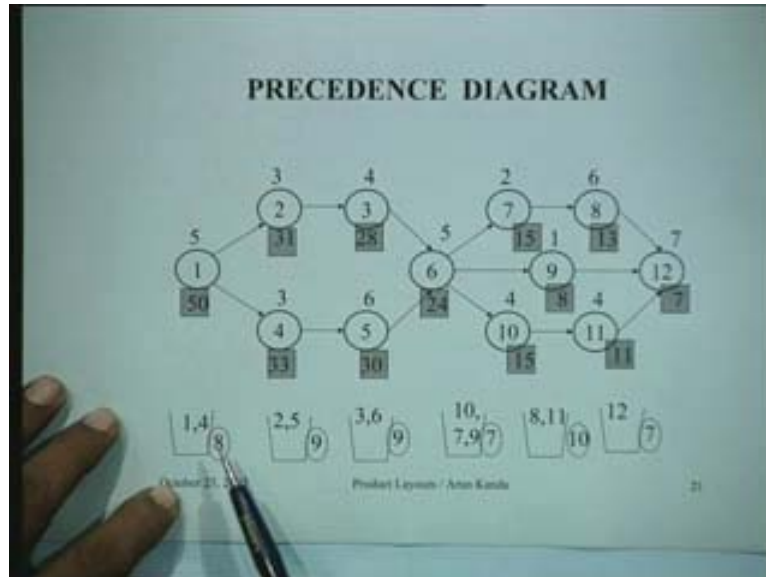 PRECEDENCE DIAGRAM
3 4 2 6
2 3 7 8
31 28 15 13
5 5 1 7
1 6 9 12
50 24 8 7
3 6 4 4
4 5 10 11
33 30 15 11
1,4 8 2,5 9 3,6 9 10, 7,9 7 8,11 10 12 7
October 25, Product Layouts / Arun Kanda 21